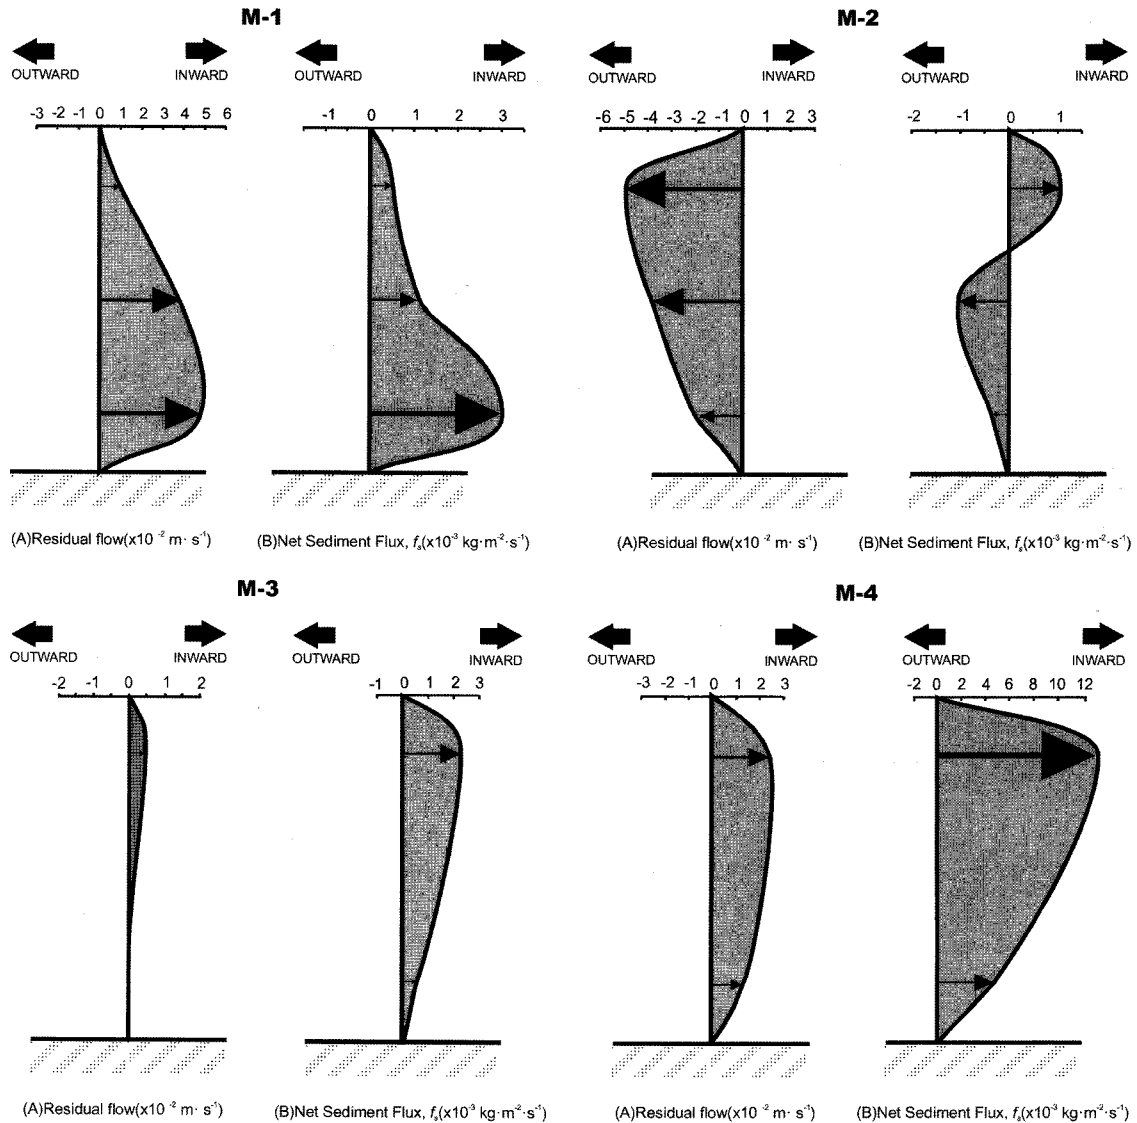 M-1
M-2
OUTWARD INWARD OUTWARD INWARD OUTWARD INWARD OUTWARD INWARD
-3 -2 -1 0 1 2 3 4 5 6
-1 0 1 2 3
-6 -5 -4 -3 -2 -1 0 1 2 3
-2 -1 0 1
(A)Residual flow(x10 ⁻² m· s⁻¹)
(B)Net Sediment Flux, fₛ(x10⁻³ kg·m⁻²·s⁻¹)
(A)Residual flow(x10 ⁻² m· s⁻¹)
(B)Net Sediment Flux, fₛ(x10⁻³ kg·m⁻²·s⁻¹)
M-3
M-4
OUTWARD INWARD OUTWARD INWARD OUTWARD INWARD OUTWARD INWARD
-2 -1 0 1 2
-1 0 1 2 3
-3 -2 -1 0 1 2 3
-2 0 2 4 6 8 10 12
(A)Residual flow(x10 ⁻² m· s⁻¹)
(B)Net Sediment Flux, fₛ(x10⁻³ kg·m⁻²·s⁻¹)
(A)Residual flow(x10 ⁻² m· s⁻¹)
(B)Net Sediment Flux, fₛ(x10⁻³ kg·m⁻²·s⁻¹)